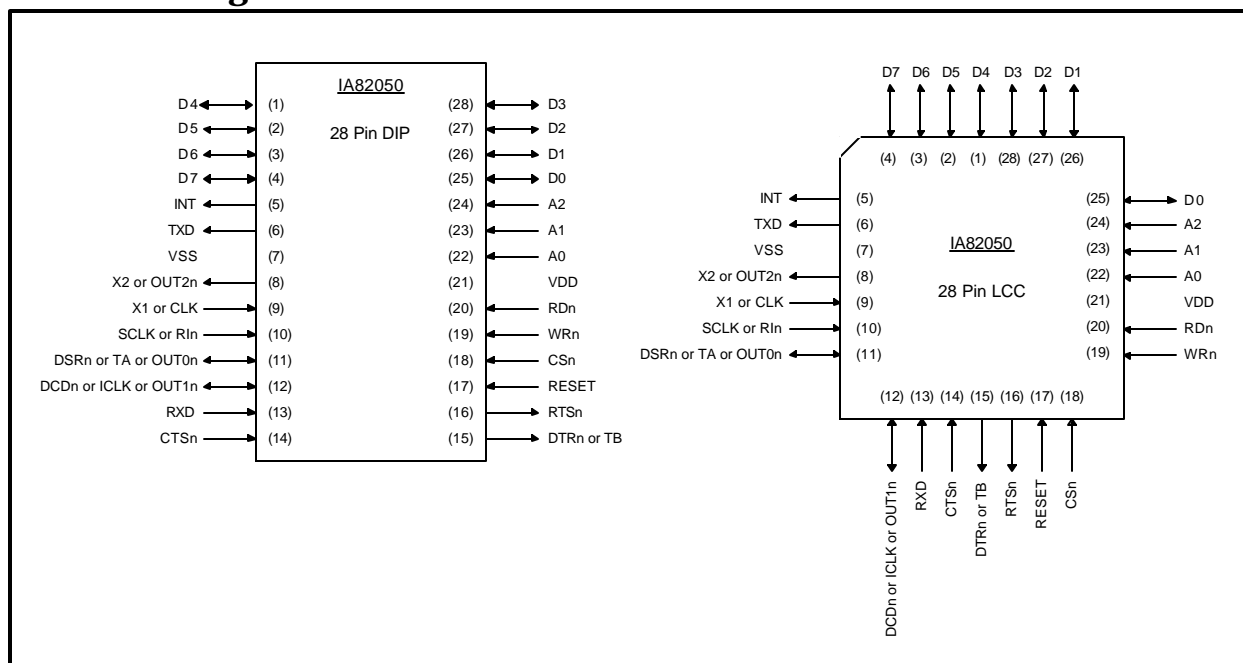 IA82050
28 Pin DIP
D4 (1) (28) D3
D5 (2) (27) D2
D6 (3) (26) D1
D7 (4) (25) D0
INT (5) (24) A2
TXD (6) (23) A1
VSS (7) (22) A0
X2 or OUT2n (8) (21) VDD
X1 or CLK (9) (20) RDn
SCLK or RIn (10) (19) WRn
DSRn or TA or OUT0n (11) (18) CSn
DCDn or ICLK or OUT1n (12) (17) RESET
RXD (13) (16) RTSn
CTSn (14) (15) DTRn or TB
D7 D6 D5 D4 D3 D2 D1
(4) (3) (2) (1) (28) (27) (26)
IA82050
28 Pin LCC
INT (5) (25) D0
TXD (6) (24) A2
VSS (7) (23) A1
X2 or OUT2n (8) (22) A0
X1 or CLK (9) (21) VDD
SCLK or RIn (10) (20) RDn
DSRn or TA or OUT0n (11) (19) WRn
(12) (13) (14) (15) (16) (17) (18)
DCDn or ICLK or OUT1n
RXD
CTSn
DTRn or TB
RTSn
RESET
CSn